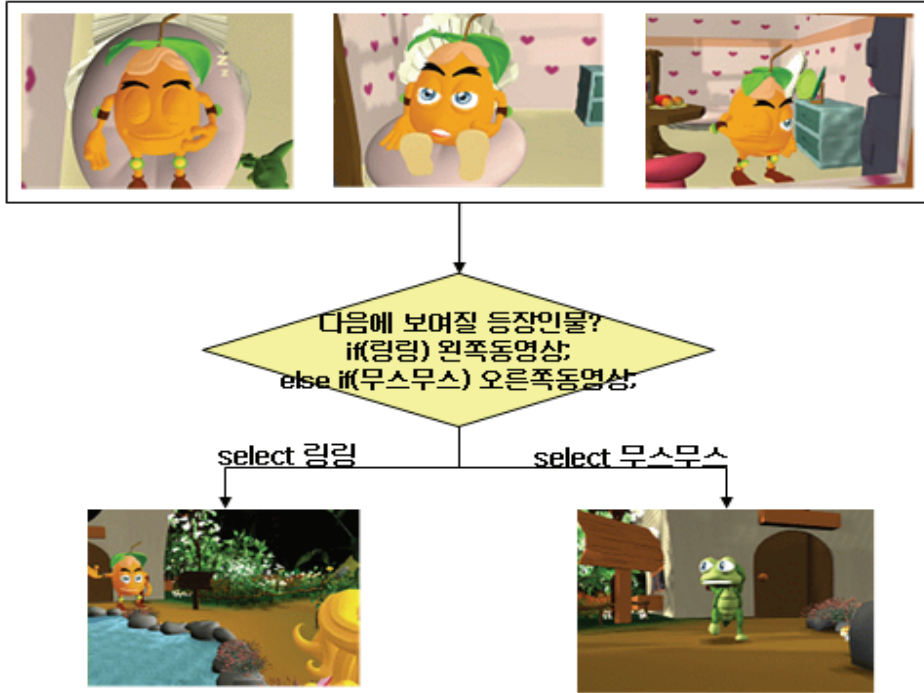 다음에 보여질 등장인물?
if(링링) 왼쪽동영상;
else if(무스무스) 오른쪽동영상;
select 링링
select 무스무스